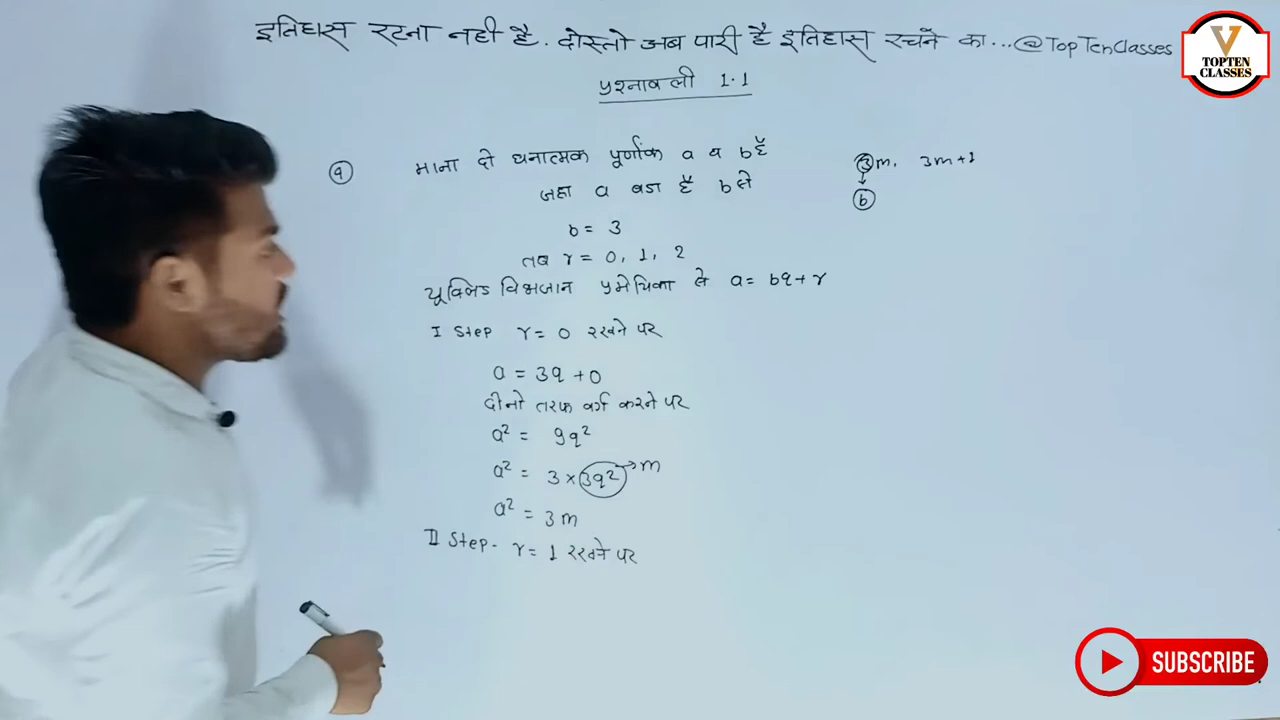 इतिहास रटना नही है. दोस्तो अब पारी है इतिहास रचने का...@TopTenClasses
V
TOPTEN
CLASSES
प्रश्नावली 1.1
(9) माना दो धनात्मक पूर्णांक a व b है
3m, 3m+1
जहा a बडा है b से
b
b = 3
तब r = 0, 1, 2
यूक्लिड विभाजान प्रमेयिका से a = bq + r
I Step r = 0 रखने पर
a = 3q + 0
दोनो तरफ वर्ग करने पर
a² = 9q²
a² = 3 × 3q² → m
a² = 3m
II Step - r = 1 रखने पर
SUBSCRIBE